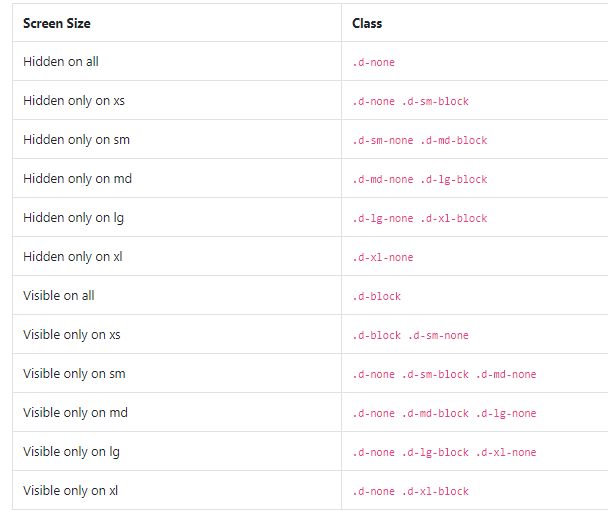 Screen Size Class
Hidden on all .d-none
Hidden only on xs .d-none .d-sm-block
Hidden only on sm .d-sm-none .d-md-block
Hidden only on md .d-md-none .d-lg-block
Hidden only on lg .d-lg-none .d-xl-block
Hidden only on xl .d-xl-none
Visible on all .d-block
Visible only on xs .d-block .d-sm-none
Visible only on sm .d-none .d-sm-block .d-md-none
Visible only on md .d-none .d-md-block .d-lg-none
Visible only on lg .d-none .d-lg-block .d-xl-none
Visible only on xl .d-none .d-xl-block